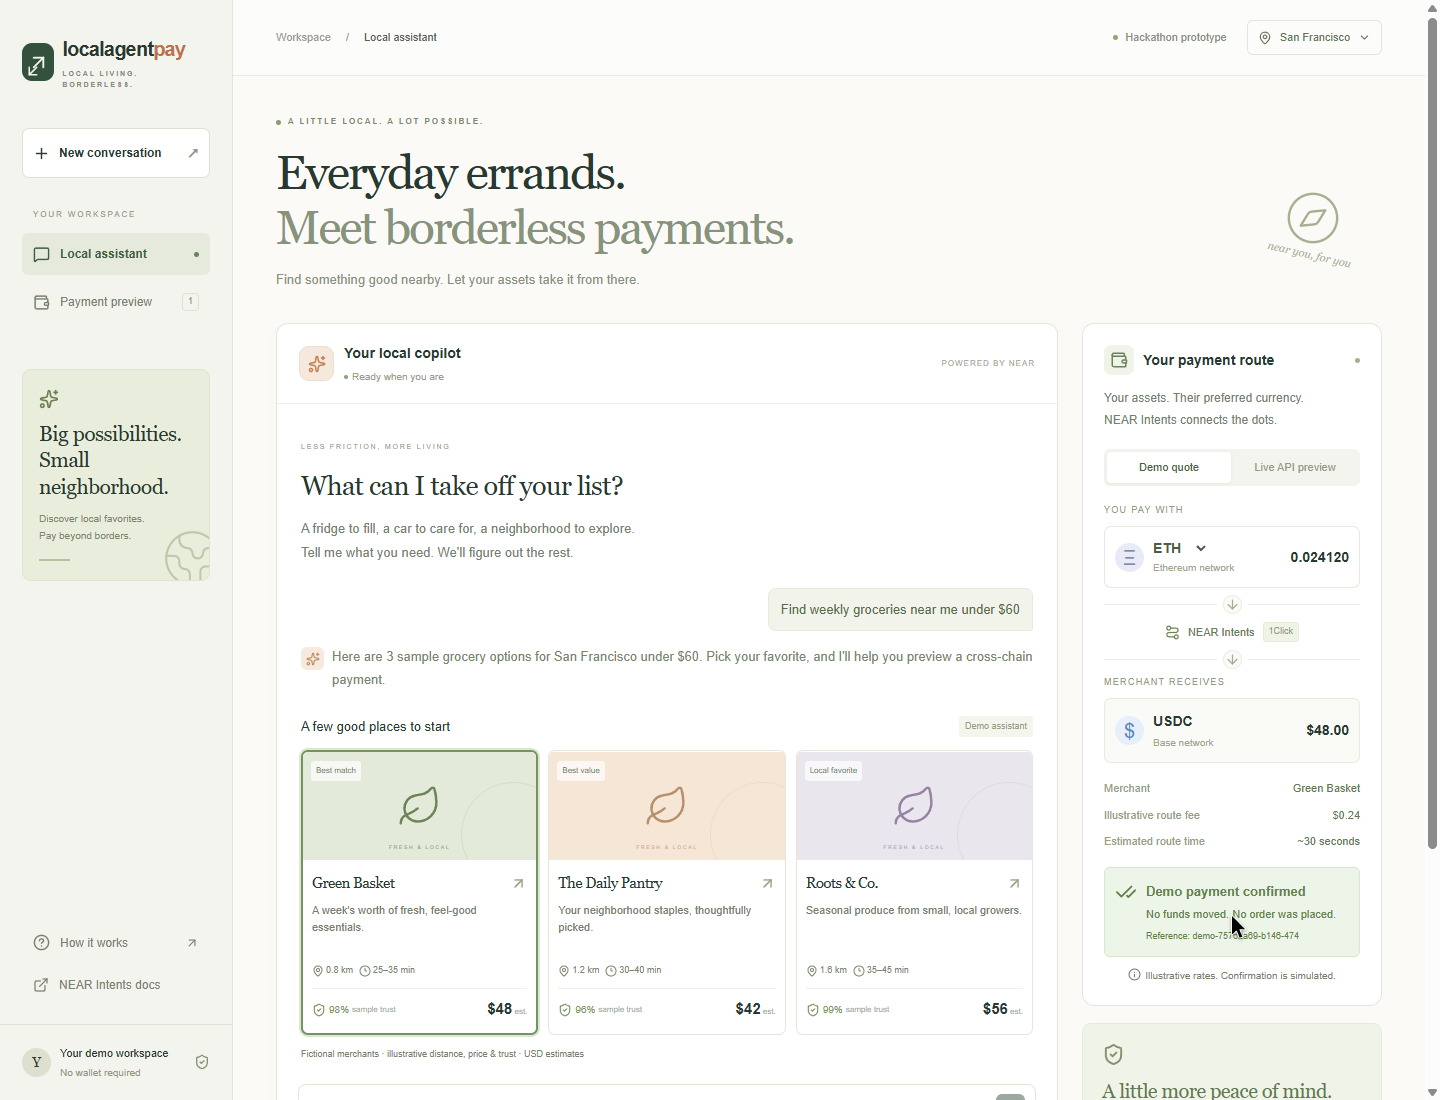 localagentpay
LOCAL LIVING.
BORDERLESS.
New conversation
YOUR WORKSPACE
Local assistant
Payment preview
1
Big possibilities.
Small
neighborhood.
Discover local favorites.
Pay beyond borders.
How it works
NEAR Intents docs
Y
Your demo workspace
No wallet required
Workspace / Local assistant
Hackathon prototype
San Francisco
A LITTLE LOCAL. A LOT POSSIBLE.
Everyday errands.
Meet borderless payments.
Find something good nearby. Let your assets take it from there.
near you, for you
Your local copilot
Ready when you are
POWERED BY NEAR
LESS FRICTION, MORE LIVING
What can I take off your list?
A fridge to fill, a car to care for, a neighborhood to explore.
Tell me what you need. We'll figure out the rest.
Find weekly groceries near me under $60
Here are 3 sample grocery options for San Francisco under $60. Pick your favorite, and I'll help you preview a cross-chain
payment.
A few good places to start
Demo assistant
Best match
FRESH & LOCAL
Green Basket
A week's worth of fresh, feel-good
essentials.
0.8 km 25–35 min
98% sample trust $48 est.
Best value
FRESH & LOCAL
The Daily Pantry
Your neighborhood staples, thoughtfully
picked.
1.2 km 30–40 min
96% sample trust $42 est.
Local favorite
FRESH & LOCAL
Roots & Co.
Seasonal produce from small, local growers.
1.6 km 35–45 min
99% sample trust $56 est.
Fictional merchants · illustrative distance, price & trust · USD estimates
Your payment route
Your assets. Their preferred currency.
NEAR Intents connects the dots.
Demo quote
Live API preview
YOU PAY WITH
ETH
Ethereum network
0.024120
NEAR Intents 1Click
MERCHANT RECEIVES
$
USDC
Base network
$48.00
Merchant Green Basket
Illustrative route fee $0.24
Estimated route time ~30 seconds
Demo payment confirmed
No funds moved. No order was placed.
Reference:
Illustrative rates. Confirmation is simulated.
A little more peace of mind.